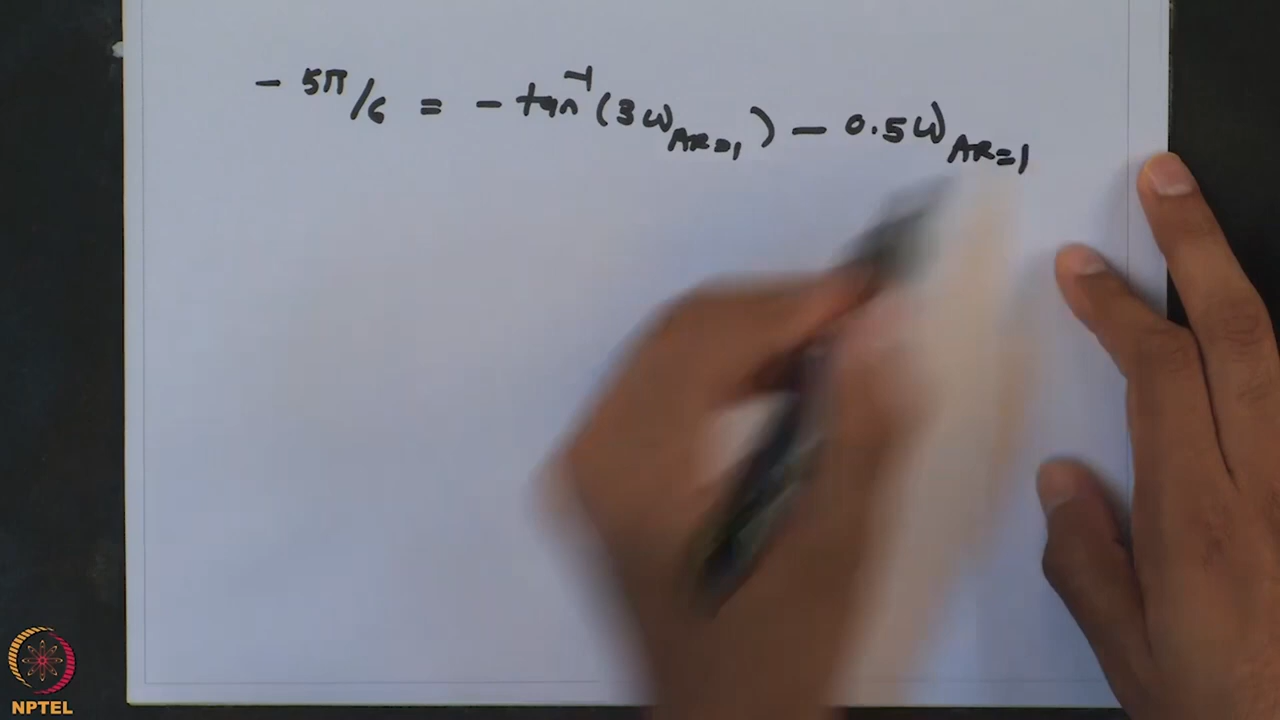 - 5π/6 = - tan⁻¹(3ω_AR=1) - 0.5ω_AR=1
NPTEL